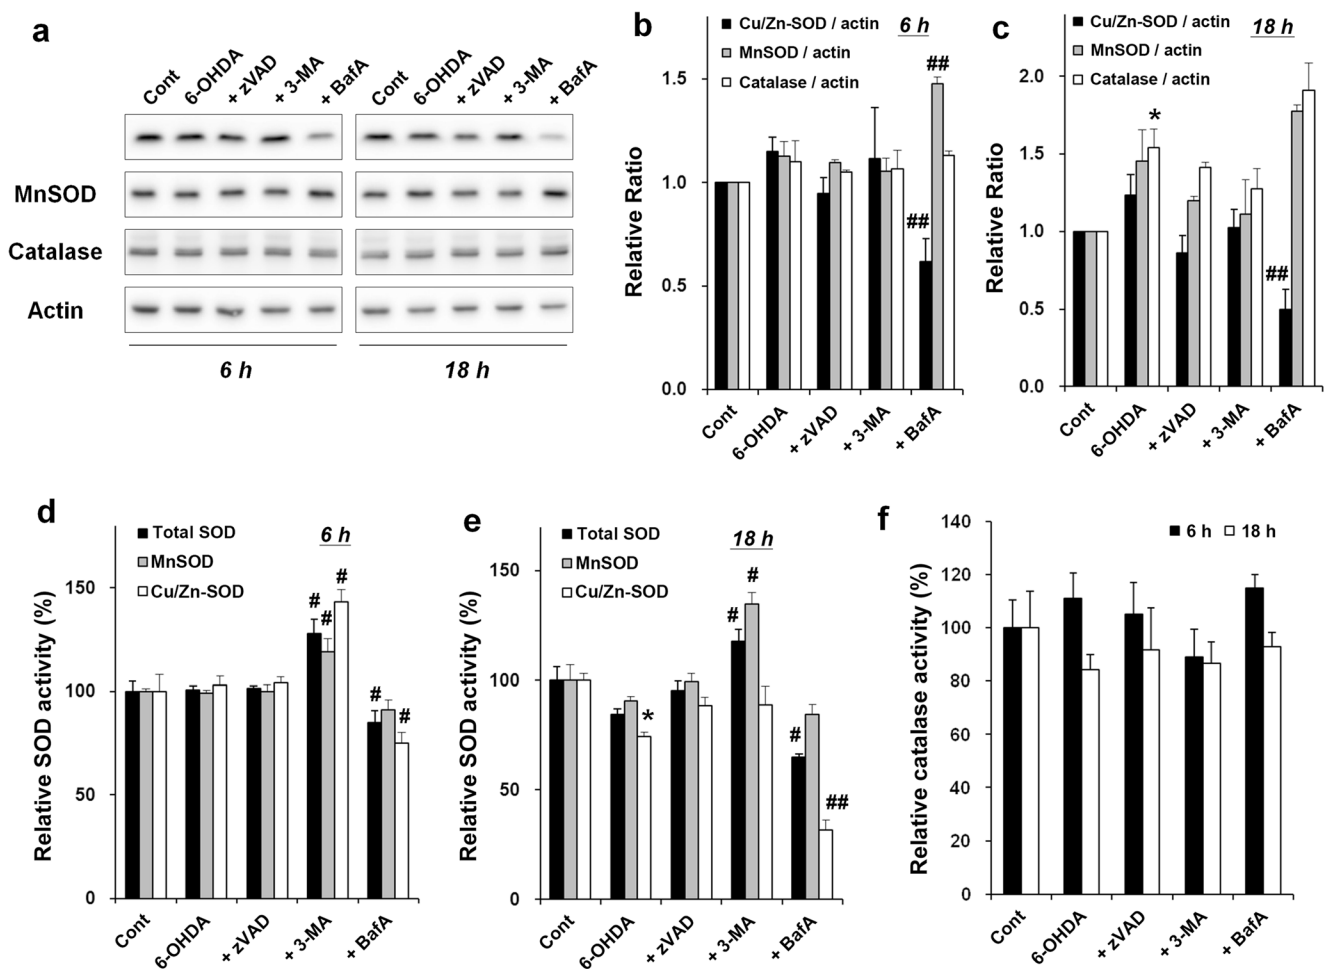 a
Cont 6-OHDA + zVAD + 3-MA + BafA Cont 6-OHDA + zVAD + 3-MA + BafA
MnSOD
Catalase
Actin
6 h 18 h
b
Cu/Zn-SOD / actin 6 h
MnSOD / actin
Catalase / actin
##
##
1.5
1.0
0.5
0.0
Relative Ratio
Cont 6-OHDA + zVAD + 3-MA + BafA
c
Cu/Zn-SOD / actin 18 h
MnSOD / actin
Catalase / actin
*
##
2.0
1.5
1.0
0.5
0.0
Relative Ratio
Cont 6-OHDA + zVAD + 3-MA + BafA
d
Total SOD 6 h
MnSOD
Cu/Zn-SOD
#
# #
# #
150
100
50
0
Relative SOD activity (%)
Cont 6-OHDA + zVAD + 3-MA + BafA
e
Total SOD 18 h
MnSOD
Cu/Zn-SOD
#
#
* #
##
150
100
50
0
Relative SOD activity (%)
Cont 6-OHDA + zVAD + 3-MA + BafA
f
6 h 18 h
140
120
100
80
60
40
20
0
Relative catalase activity (%)
Cont 6-OHDA + zVAD + 3-MA + BafA